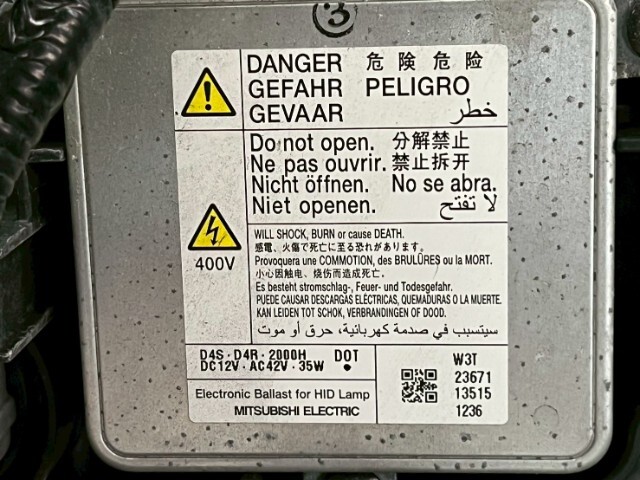 3
DANGER 危険 危险
GEFAHR PELIGRO
GEVAAR خطر
Do not open. 分解禁止
Ne pas ouvrir. 禁止拆开
Nicht öffnen. No se abra.
Niet openen. لا تفتح
400V
WILL SHOCK, BURN or cause DEATH.
感電、火傷で死亡に至る恐れがあります。
Provoquera une COMMOTION, des BRULÛRES ou la MORT.
小心因触电、烧伤而造成死亡.
Es besteht stromschlag-, Feuer- und Todesgefahr.
PUEDE CAUSAR DESCARGAS ELÉCTRICAS, QUEMADURAS O LA MUERTE.
KAN LEIDEN TOT SCHOK, VERBRANDINGEN OF DOOD.
سيتسبب في صدمة كهربائية، حرق أو موت
D4S·D4R·2000H DOT
DC12V·AC42V·35W
Electronic Ballast for HID Lamp
MITSUBISHI ELECTRIC
W3T
23671
13515
1236